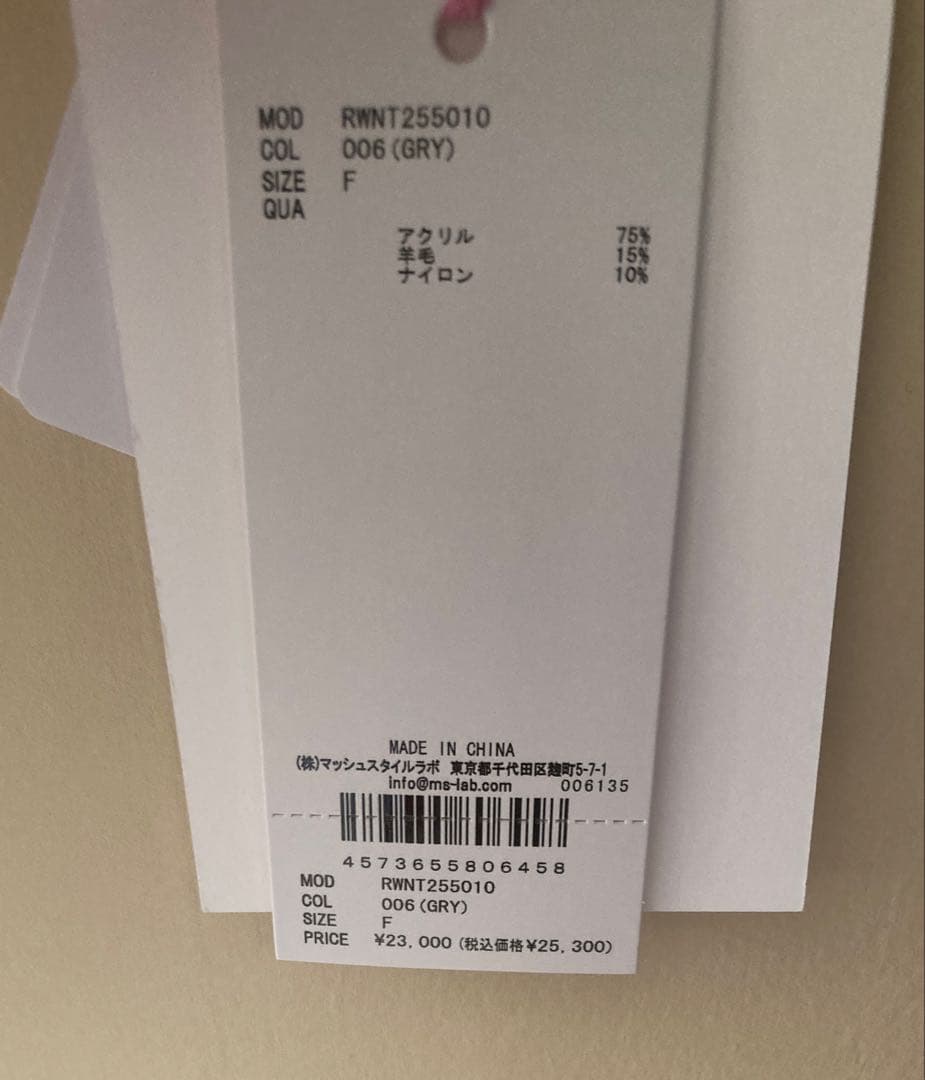 MOD RWNT255010
COL 006 (GRY)
SIZE F
QUA
アクリル 75%
羊毛 15%
ナイロン 10%
MADE IN CHINA
(株)マッシュスタイルラボ 東京都千代田区麹町5-7-1
info@ms-lab.com 006135
4573655806458
MOD RWNT255010
COL 006 (GRY)
SIZE F
PRICE ¥23,000 (税込価格¥25,300)